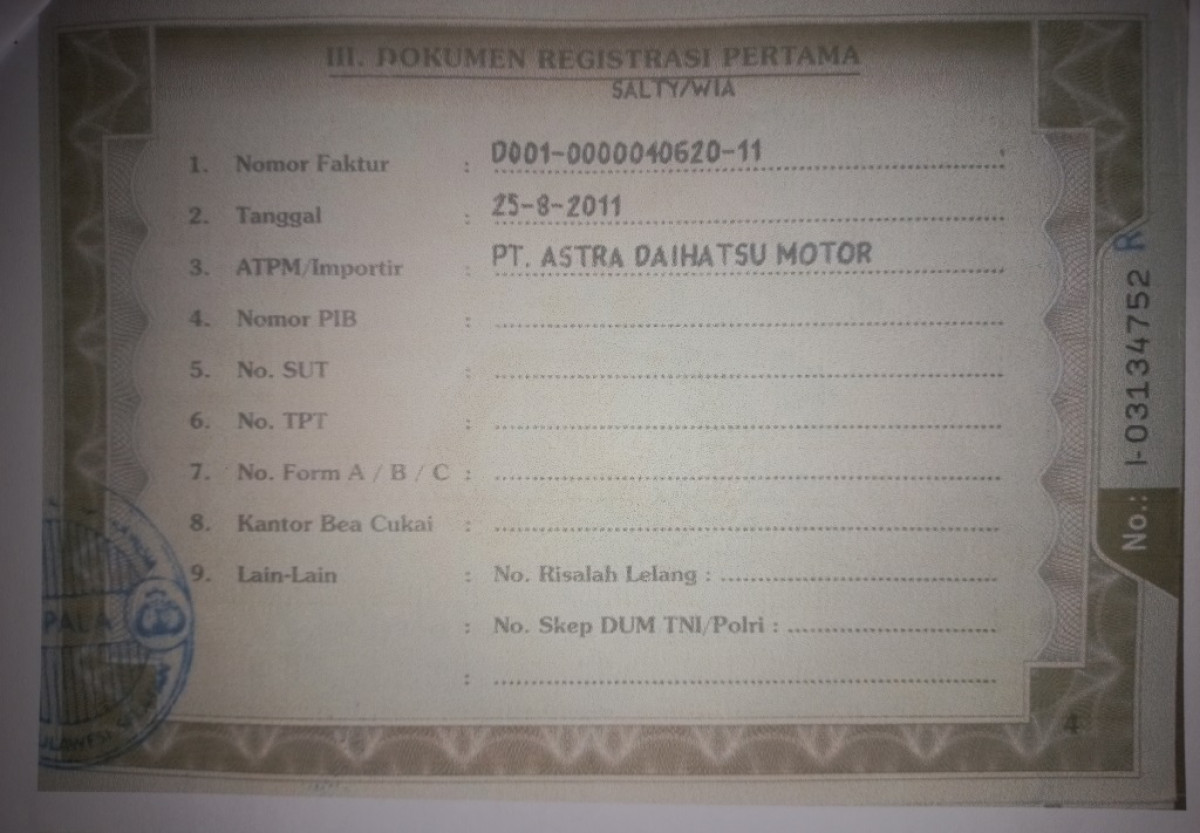 III. DOKUMEN REGISTRASI PERTAMA
SALTY/WIA
1. Nomor Faktur : D001-0000040620-11
2. Tanggal : 25-8-2011
3. ATPM/Importir : PT. ASTRA DAIHATSU MOTOR
4. Nomor PIB :
5. No. SUT :
6. No. TPT :
7. No. Form A / B / C :
8. Kantor Bea Cukai :
9. Lain-Lain : No. Risalah Lelang :
: No. Skep DUM TNI/Polri :
:
No.: I-03134752 R
4